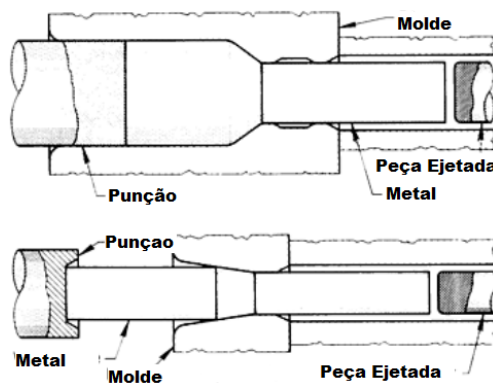 Molde
Peça Ejetada
Punção
Metal
Punçao
Metal
Molde
Peça Ejetada